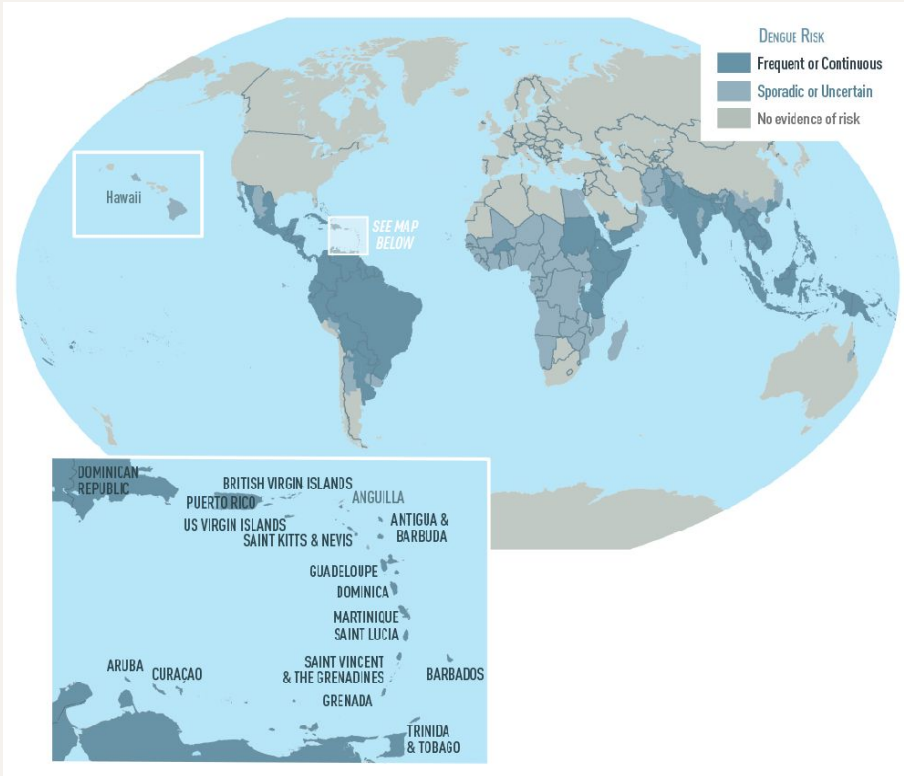 DENGUE RISK
Frequent or Continuous
Sporadic or Uncertain
No evidence of risk
Hawaii
SEE MAP
BELOW
DOMINICAN
REPUBLIC
BRITISH VIRGIN ISLANDS
PUERTO RICO
ANGUILLA
US VIRGIN ISLANDS
ANTIGUA &
BARBUDA
SAINT KITTS & NEVIS
GUADELOUPE
DOMINICA
MARTINIQUE
SAINT LUCIA
SAINT VINCENT
& THE GRENADINES
BARBADOS
ARUBA
CURAÇAO
GRENADA
TRINIDA
& TOBAGO